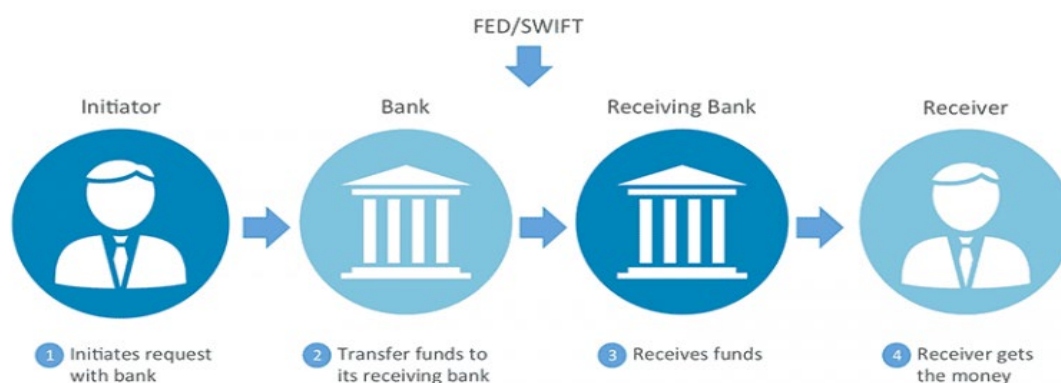 FED/SWIFT
Initiator
Bank
Receiving Bank
Receiver
1 Initiates request
with bank
2 Transfer funds to
its receiving bank
3 Receives funds
4 Receiver gets
the money